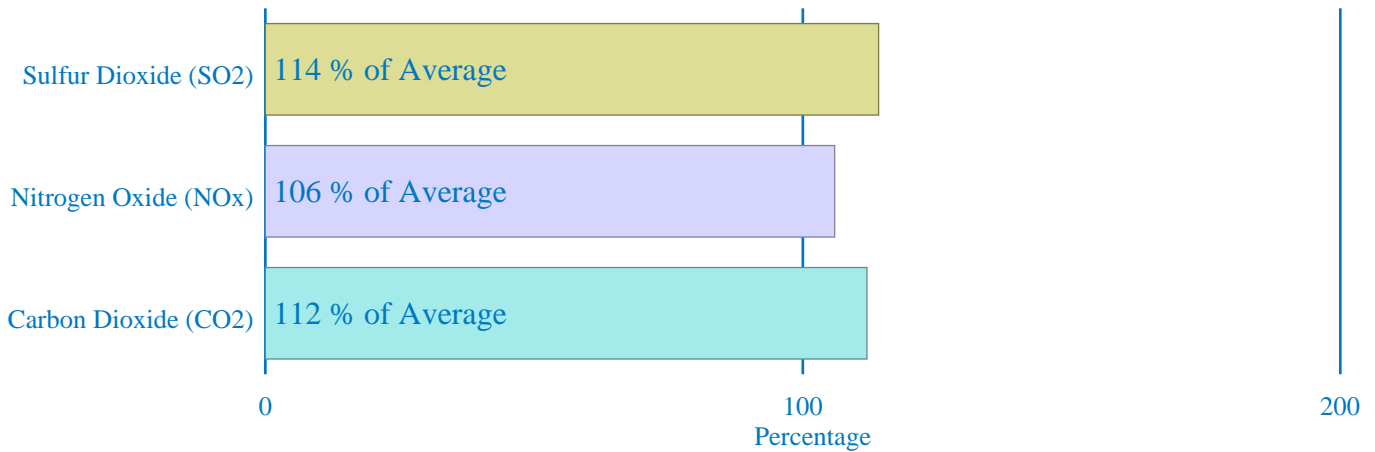 Sulfur Dioxide (SO2)
114 % of Average
Nitrogen Oxide (NOx)
106 % of Average
Carbon Dioxide (CO2)
112 % of Average
0
100
200
Percentage